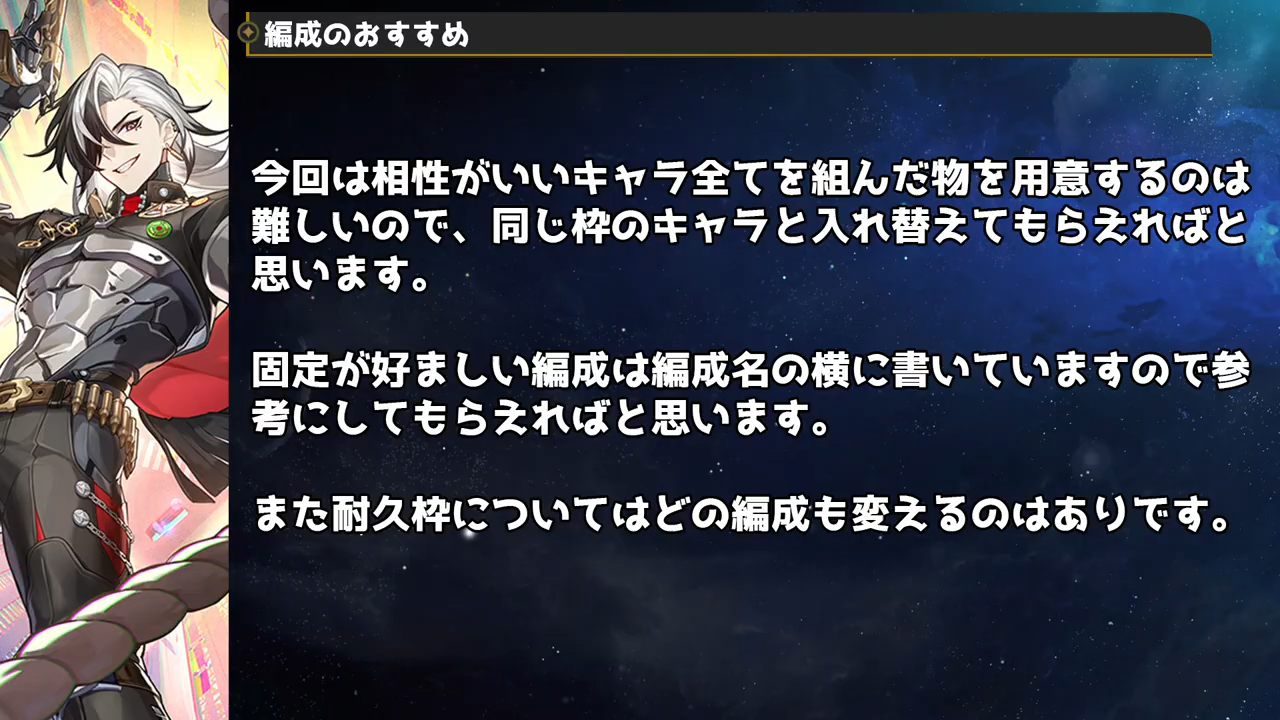 編成のおすすめ
今回は相性がいいキャラ全てを組んだ物を用意するのは
難しいので、同じ枠のキャラと入れ替えてもらえればと
思います。
固定が好ましい編成は編成名の横に書いていますので参
考にしてもらえればと思います。
また耐久枠についてはどの編成も変えるのはありです。